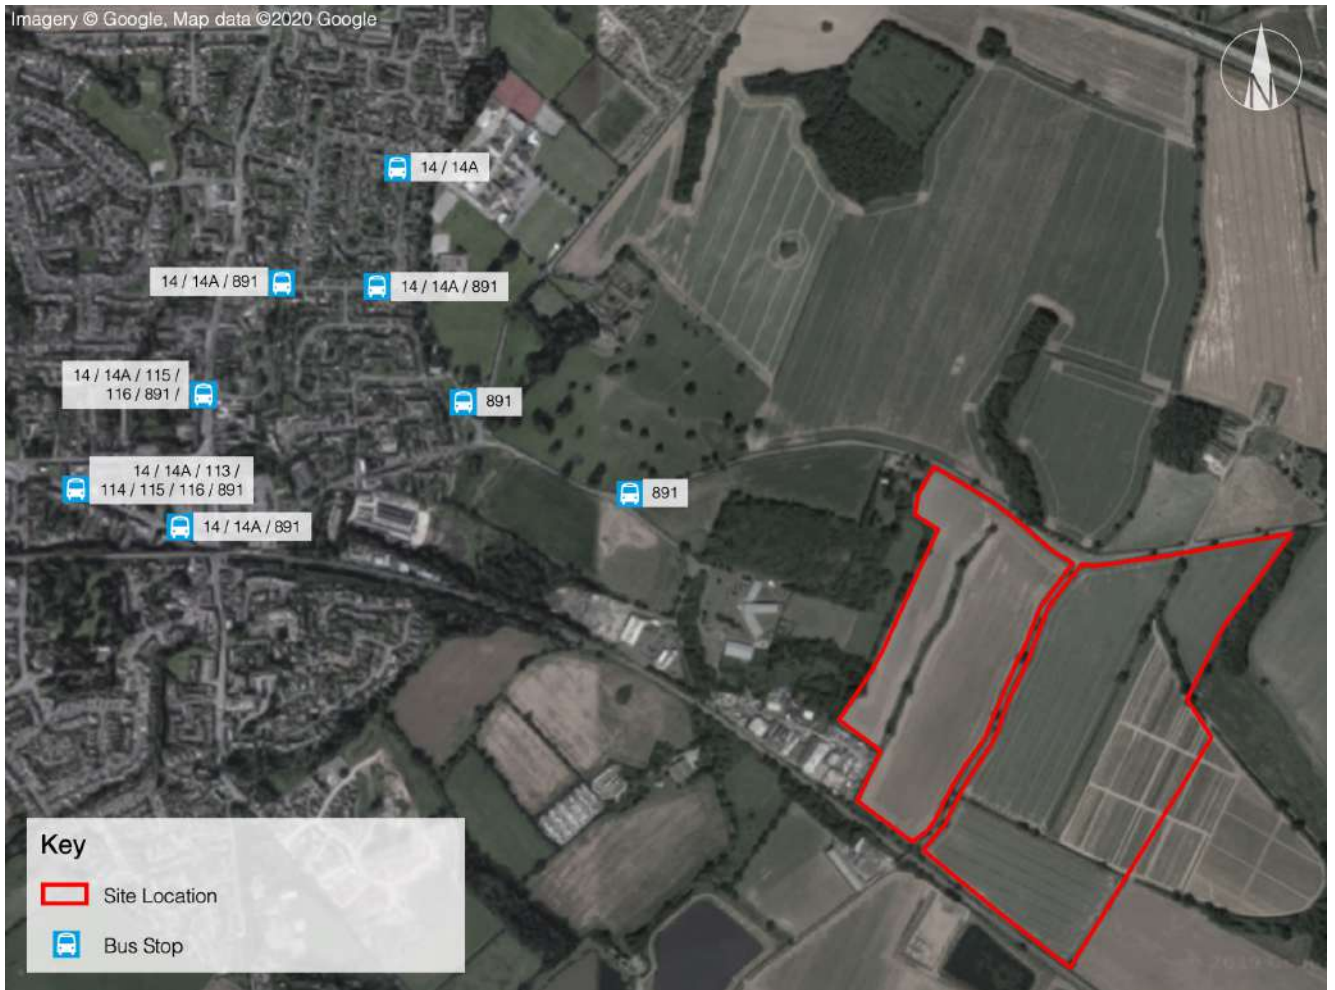 Imagery © Google, Map data ©2020 Google
N
14 / 14A
14 / 14A / 891
14 / 14A / 891
14 / 14A / 115 /
116 / 891 /
891
14 / 14A / 113 /
114 / 115 / 116 / 891
891
14 / 14A / 891
Key
Site Location
Bus Stop